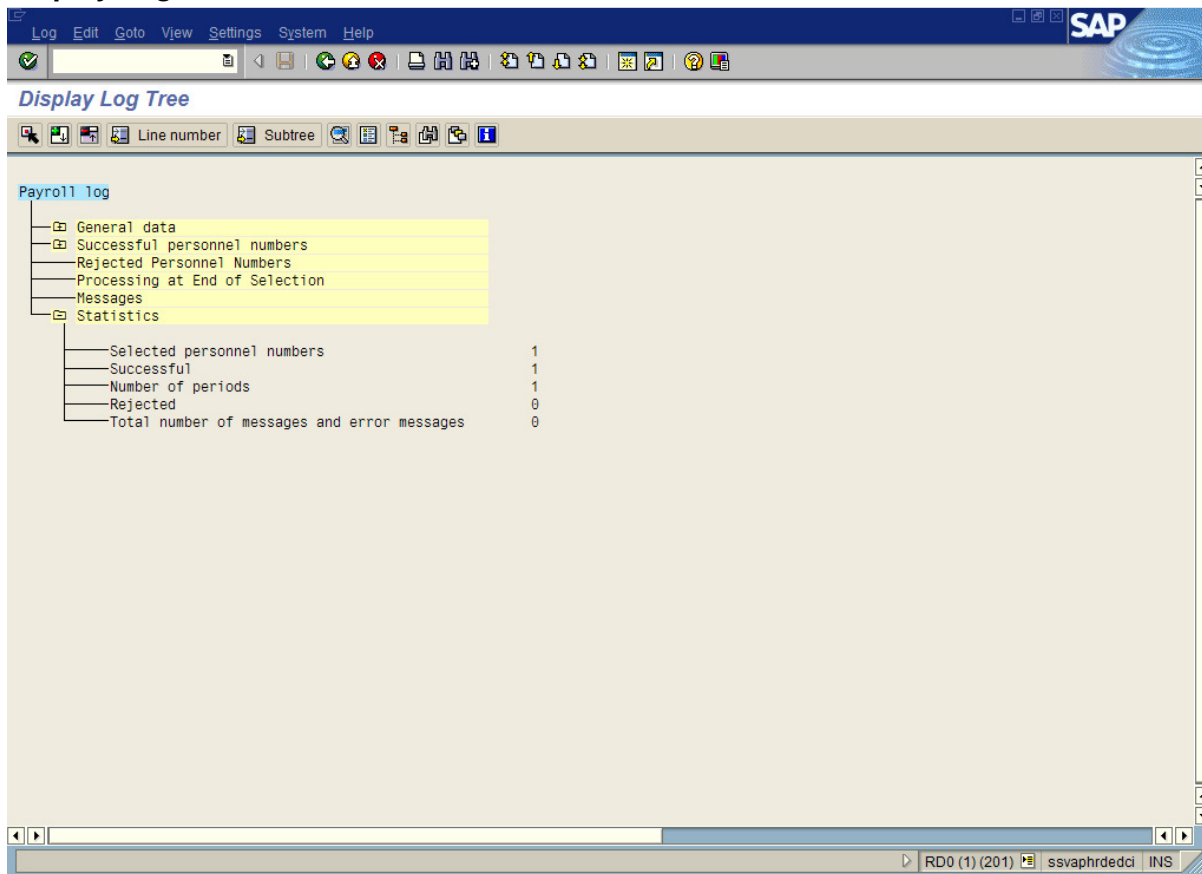 Log Edit Goto View Settings System Help
SAP
Display Log Tree
Line number Subtree
Payroll log
General data
Successful personnel numbers
Rejected Personnel Numbers
Processing at End of Selection
Messages
Statistics
Selected personnel numbers 1
Successful 1
Number of periods 1
Rejected 0
Total number of messages and error messages 0
RD0 (1) (201) ssvaphrdedci INS